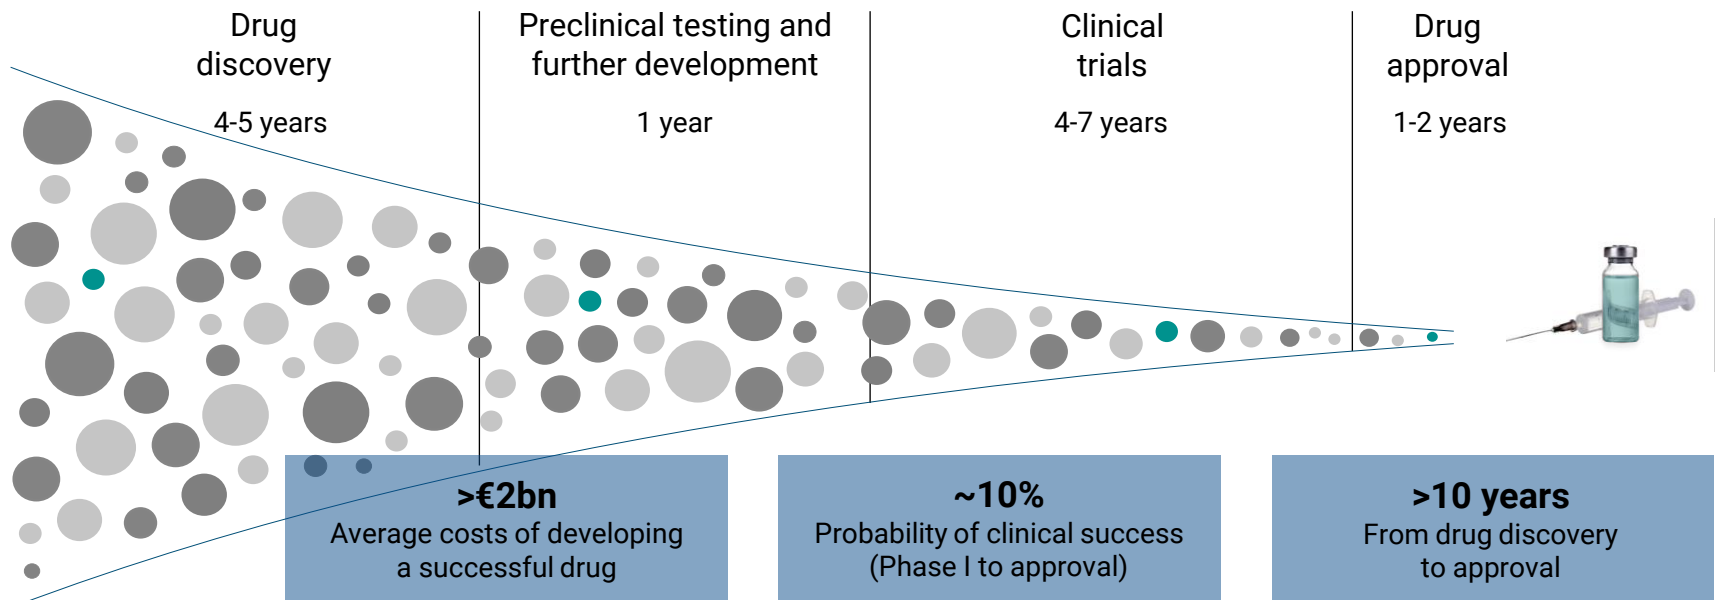 Drug
discovery
4-5 years
Preclinical testing and
further development
1 year
Clinical
trials
4-7 years
Drug
approval
1-2 years
>€2bn
Average costs of developing
a successful drug
~10%
Probability of clinical success
(Phase I to approval)
>10 years
From drug discovery
to approval